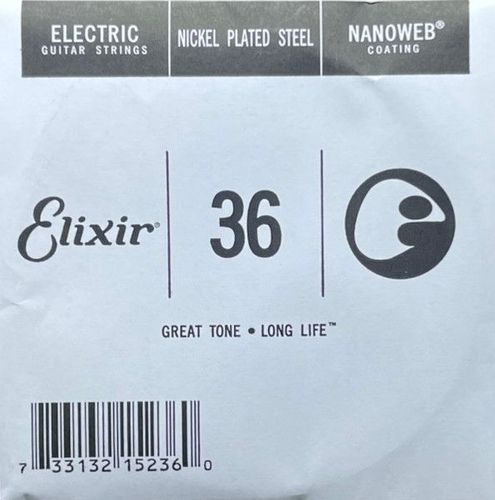 ELECTRIC
GUITAR STRINGS
NICKEL PLATED STEEL
NANOWEB®
COATING
Elixir®
36
GREAT TONE • LONG LIFE™
7 33132 15236 0